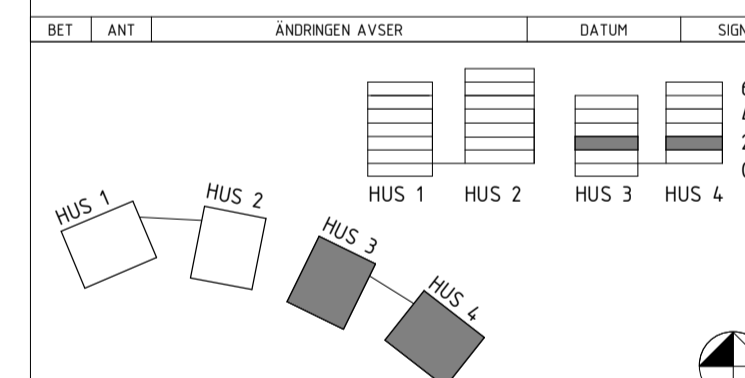 BET ANT ÄNDRINGEN AVSER DATUM SIGN
HUS 1 HUS 2 HUS 3 HUS 4
HUS 1 HUS 2
HUS 3
HUS 4